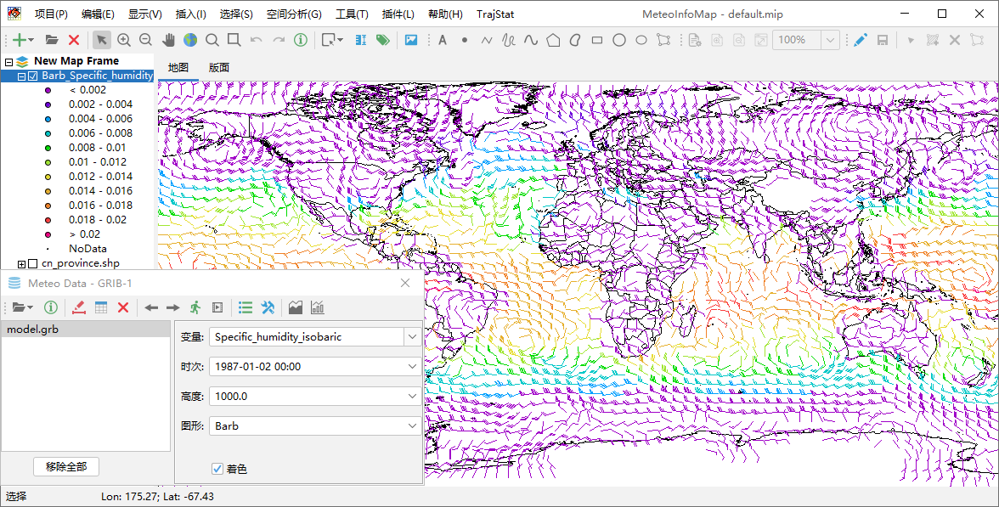 MeteoInfoMap - default.mip
项目(P) 编辑(E) 显示(V) 插入(I) 选择(S) 空间分析(G) 工具(T) 插件(L) 帮助(H) TrajStat
A 100%
New Map Frame
Barb_Specific_humidity
< 0.002
0.002 - 0.004
0.004 - 0.006
0.006 - 0.008
0.008 - 0.01
0.01 - 0.012
0.012 - 0.014
0.014 - 0.016
0.016 - 0.018
0.018 - 0.02
> 0.02
NoData
cn_province.shp
地图 版面
Meteo Data - GRIB-1
model.grb
变量: Specific_humidity_isobaric
时次: 1987-01-02 00:00
高度: 1000.0
图形: Barb
着色
移除全部
选择 Lon: 175.27; Lat: -67.43